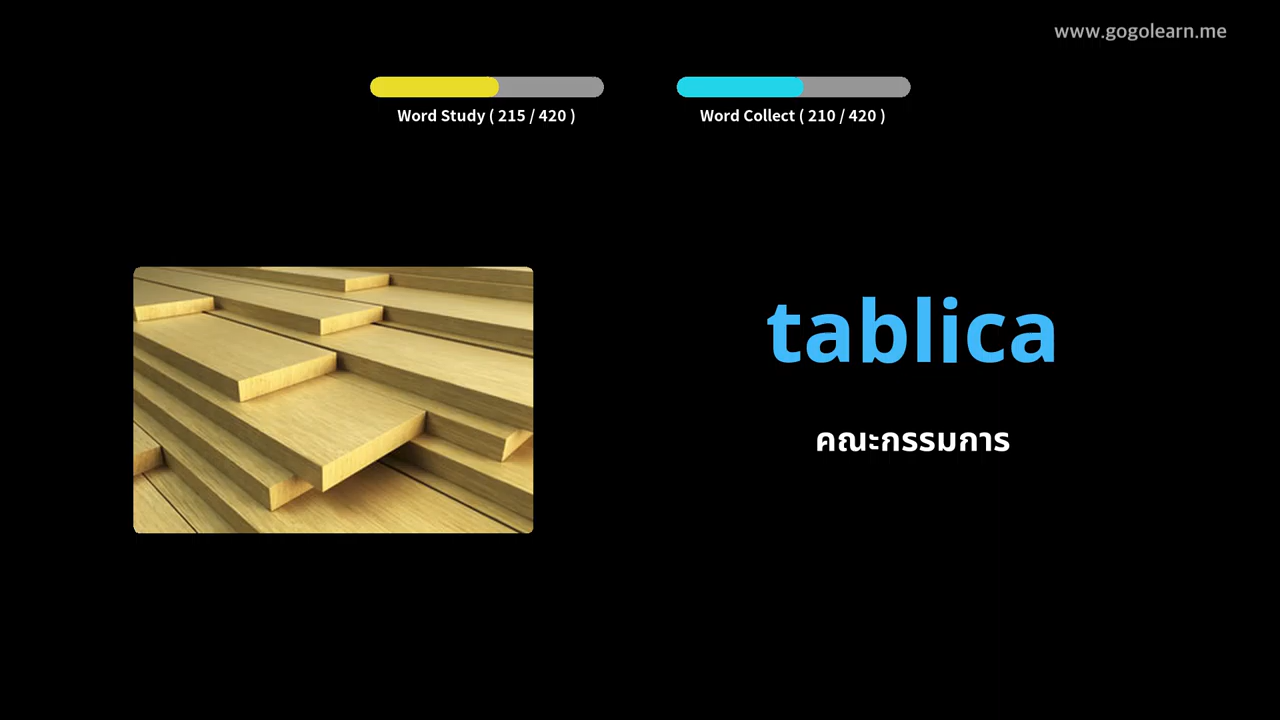 www.gogolearn.me
Word Study ( 215 / 420 )
Word Collect ( 210 / 420 )
tablica
คณะกรรมการ